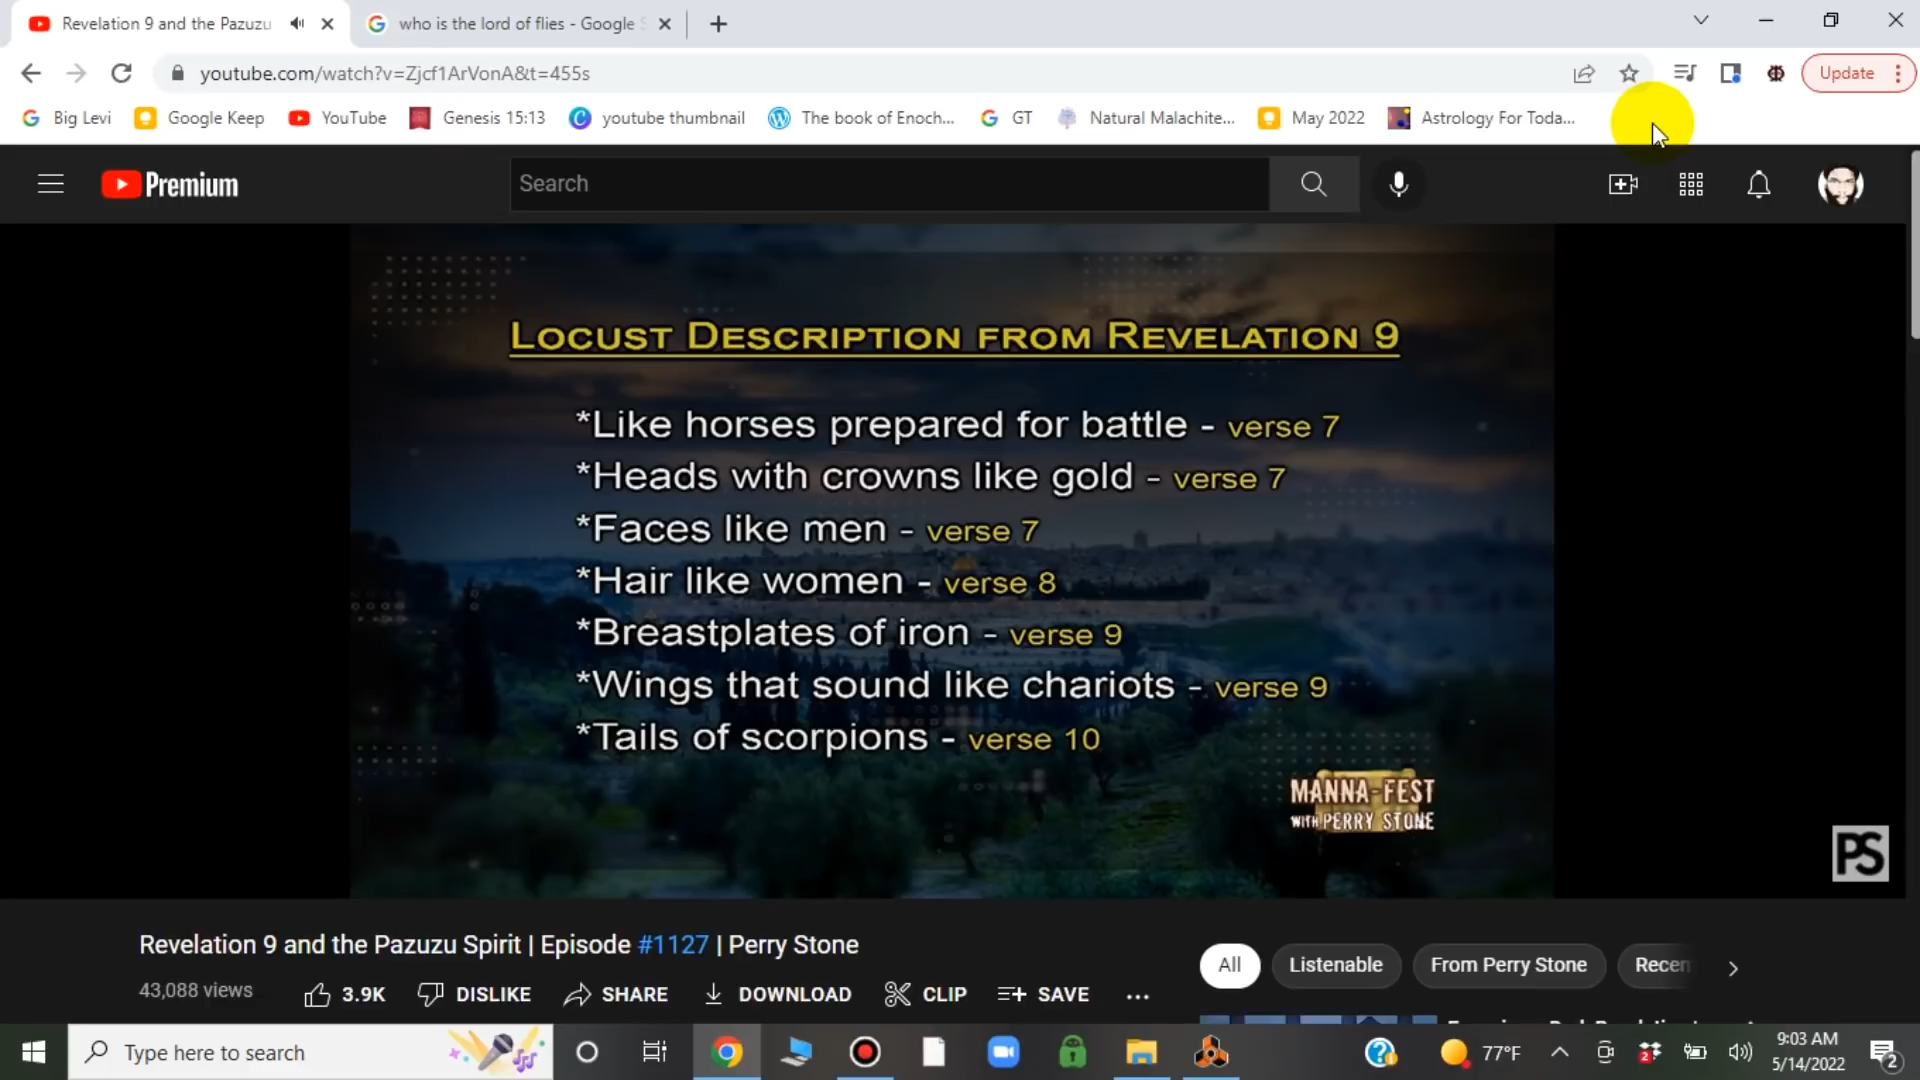 Revelation 9 and the Pazuzu
who is the lord of flies - Google
youtube.com/watch?v=Zjcf1ArVonA&t=455s
Update
Big Levi
Google Keep
YouTube
Genesis 15:13
youtube thumbnail
The book of Enoch...
GT
Natural Malachite...
May 2022
Astrology For Toda...
Premium
Search
LOCUST DESCRIPTION FROM REVELATION 9
*Like horses prepared for battle - verse 7
*Heads with crowns like gold - verse 7
*Faces like men - verse 7
*Hair like women - verse 8
*Breastplates of iron - verse 9
*Wings that sound like chariots - verse 9
*Tails of scorpions - verse 10
MANNA-FEST
WITH PERRY STONE
PS
Revelation 9 and the Pazuzu Spirit | Episode #1127 | Perry Stone
43,088 views
3.9K
DISLIKE
SHARE
DOWNLOAD
CLIP
SAVE
All
Listenable
From Perry Stone
Recen
Type here to search
77°F
9:03 AM
5/14/2022
2